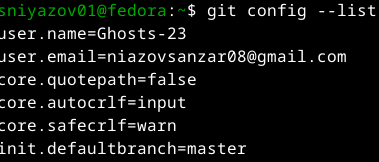 sniyazov01@fedora:~$ git config --list
user.name=Ghosts-23
user.email=niazovsanzar08@gmail.com
core.quotepath=false
core.autocrlf=input
core.safecrlf=warn
init.defaultbranch=master